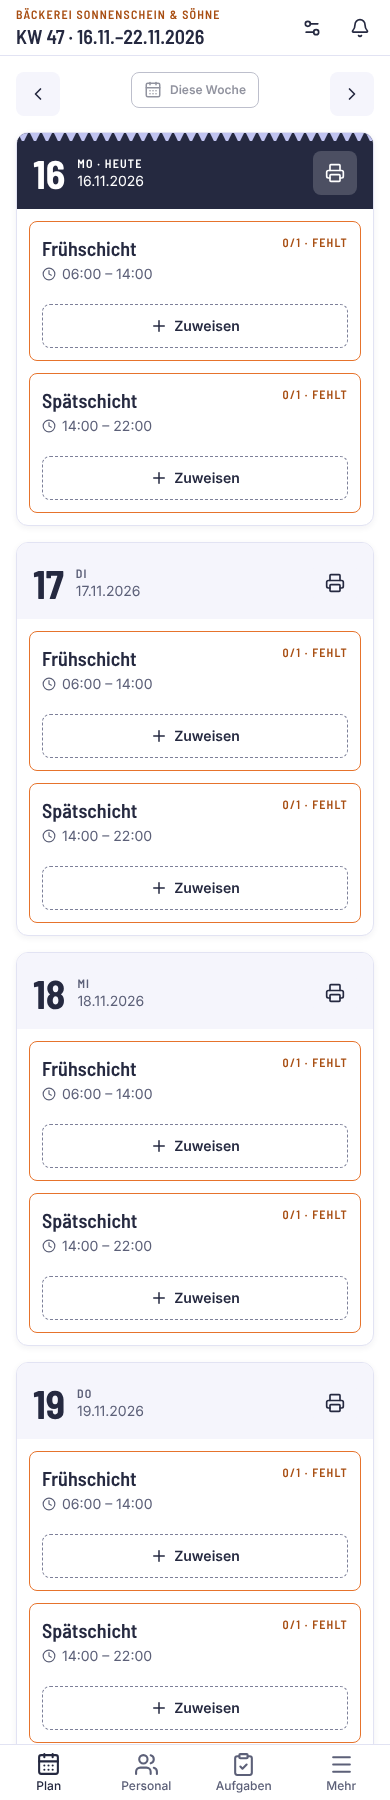 BÄCKEREI SONNENSCHEIN & SÖHNE
KW 47 · 16.11.–22.11.2026
Diese Woche
16
MO · HEUTE
16.11.2026
Frühschicht
0/1 · FEHLT
06:00 – 14:00
Zuweisen
Spätschicht
0/1 · FEHLT
14:00 – 22:00
Zuweisen
17
DI
17.11.2026
Frühschicht
0/1 · FEHLT
06:00 – 14:00
Zuweisen
Spätschicht
0/1 · FEHLT
14:00 – 22:00
Zuweisen
18
MI
18.11.2026
Frühschicht
0/1 · FEHLT
06:00 – 14:00
Zuweisen
Spätschicht
0/1 · FEHLT
14:00 – 22:00
Zuweisen
19
DO
19.11.2026
Frühschicht
0/1 · FEHLT
06:00 – 14:00
Zuweisen
Spätschicht
0/1 · FEHLT
14:00 – 22:00
Zuweisen
Plan
Personal
Aufgaben
Mehr